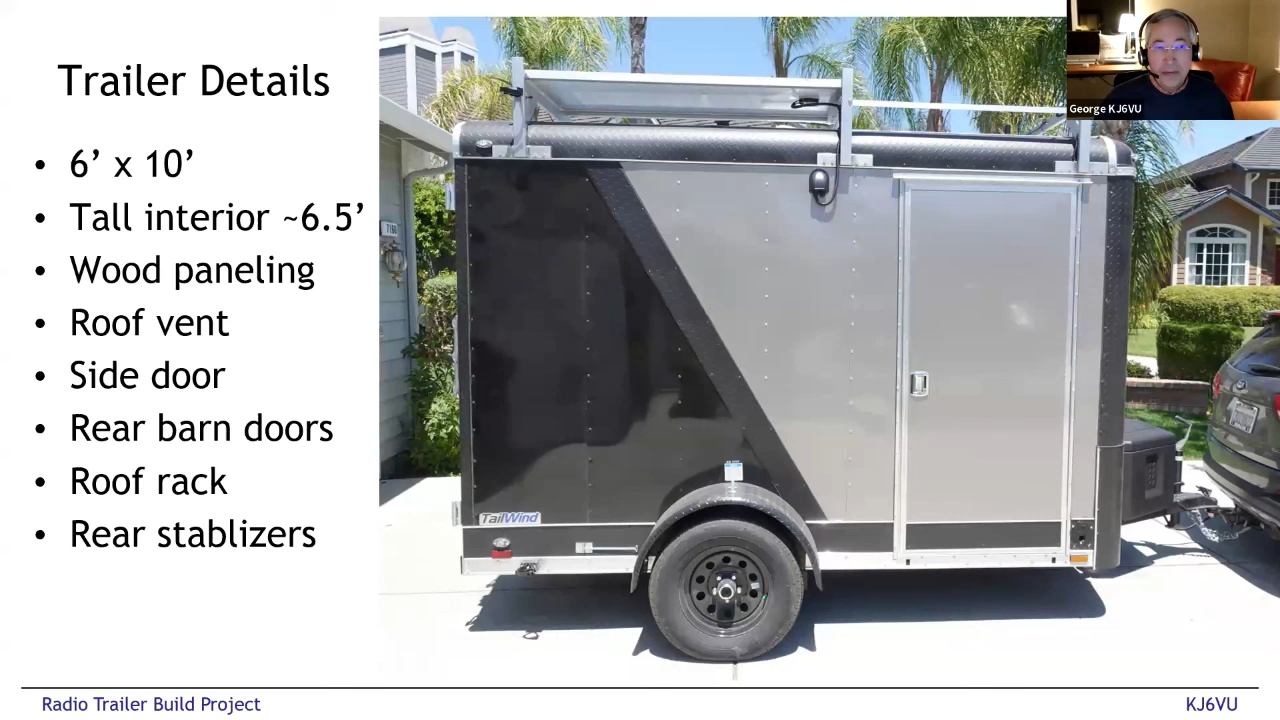 Trailer Details
• 6’ x 10’
• Tall interior ~6.5’
• Wood paneling
• Roof vent
• Side door
• Rear barn doors
• Roof rack
• Rear stablizers
George KJ6VU
TailWind
Radio Trailer Build Project
KJ6VU